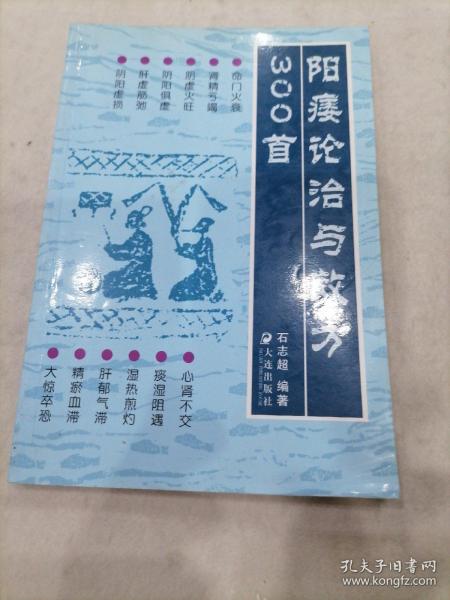 阳痿论治与效方
300首
石志超 编著
大连出版社
命门火衰
肾精亏竭
阴虚火旺
阴阳俱虚
肝虚筋弛
阴阳虚损
心肾不交
痰湿阻遏
湿热煎灼
肝郁气滞
精瘀血滞
大惊卒恐
孔夫子旧书网
www.kongfz.com